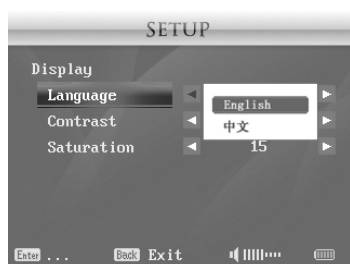 SETUP
Display
Language
English
中文
Contrast
Saturation 15
Enter ... Back Exit